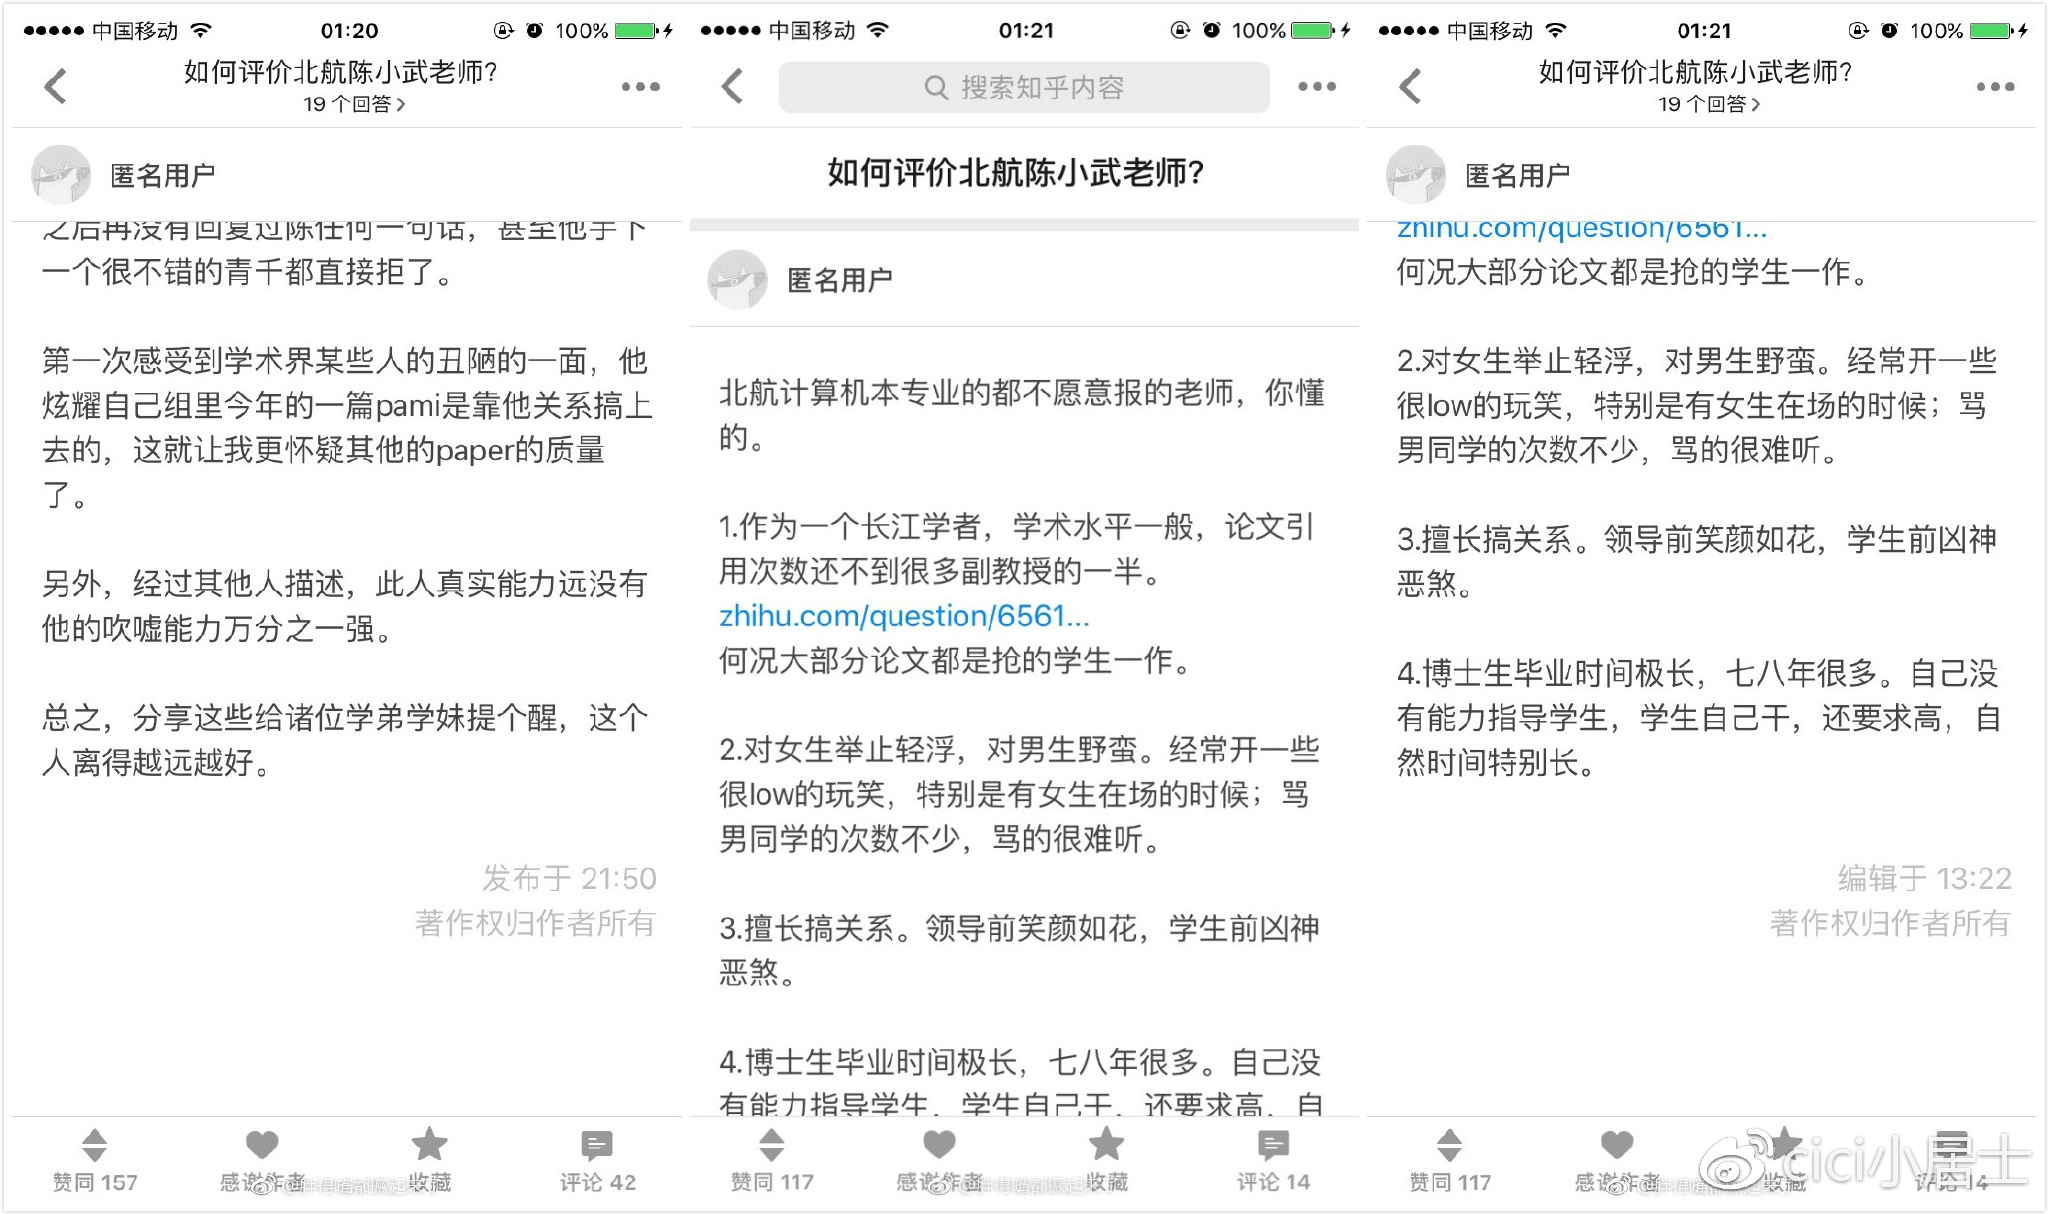 中国移动 01:20 100%
如何评价北航陈小武老师?
19 个回答
匿名用户
之后再没有回复过陈任何一句话，甚至他手下
一个很不错的青千都直接拒了。
第一次感受到学术界某些人的丑陋的一面，他
炫耀自己组里今年的一篇pami是靠他关系搞上
去的，这就让我更怀疑其他的paper的质量
了。
另外，经过其他人描述，此人真实能力远没有
他的吹嘘能力万分之一强。
总之，分享这些给诸位学弟学妹提个醒，这个
人离得越远越好。
发布于 21:50
著作权归作者所有
赞同 157 感谢作者 收藏 评论 42
中国移动 01:21 100%
搜索知乎内容
如何评价北航陈小武老师?
匿名用户
北航计算机本专业的都不愿意报的老师，你懂
的。
1.作为一个长江学者，学术水平一般，论文引
用次数还不到很多副教授的一半。
zhihu.com/question/6561...
何况大部分论文都是抢的学生一作。
2.对女生举止轻浮，对男生野蛮。经常开一些
很low的玩笑，特别是有女生在场的时候；骂
男同学的次数不少，骂的很难听。
3.擅长搞关系。领导前笑颜如花，学生前凶神
恶煞。
4.博士生毕业时间极长，七八年很多。自己没
有能力指导学生，学生自己干，还要求高，自
赞同 117 感谢作者 收藏 评论 14
中国移动 01:21 100%
如何评价北航陈小武老师?
19 个回答
匿名用户
zhihu.com/question/6561...
何况大部分论文都是抢的学生一作。
2.对女生举止轻浮，对男生野蛮。经常开一些
很low的玩笑，特别是有女生在场的时候；骂
男同学的次数不少，骂的很难听。
3.擅长搞关系。领导前笑颜如花，学生前凶神
恶煞。
4.博士生毕业时间极长，七八年很多。自己没
有能力指导学生，学生自己干，还要求高，自
然时间特别长。
编辑于 13:22
著作权归作者所有
赞同 117 感谢作者 收藏 评论 14
cici小居士